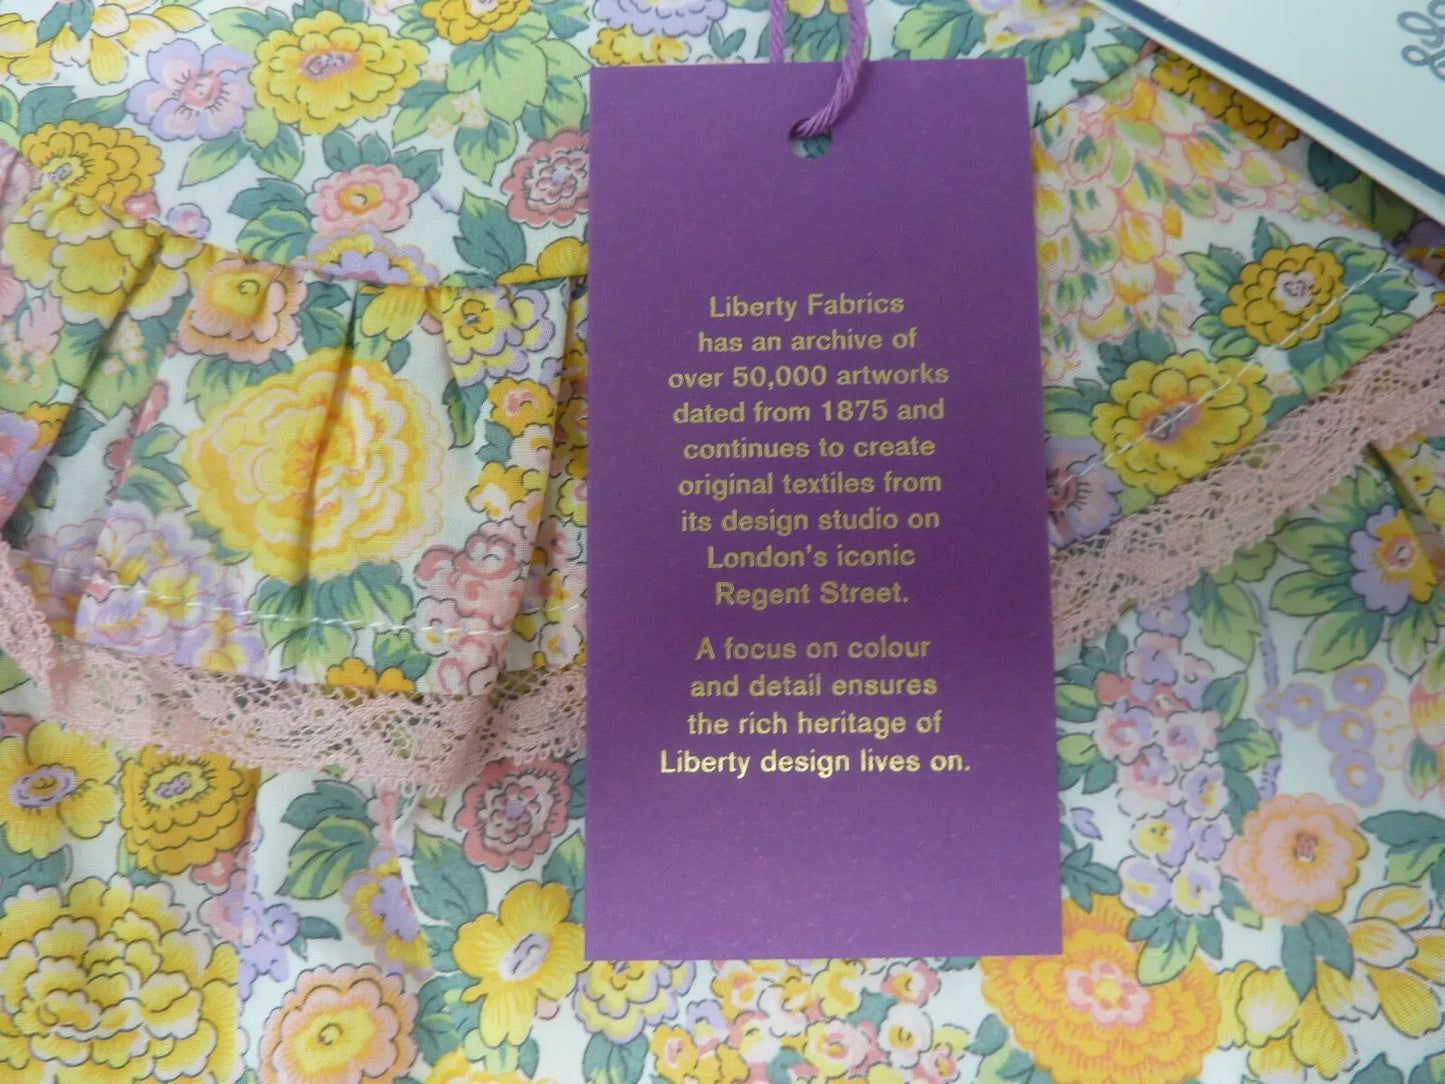 Liberty Fabrics
has an archive of
over 50,000 artworks
dated from 1875 and
continues to create
original textiles from
its design studio on
London's iconic
Regent Street.
A focus on colour
and detail ensures
the rich heritage of
Liberty design lives on.